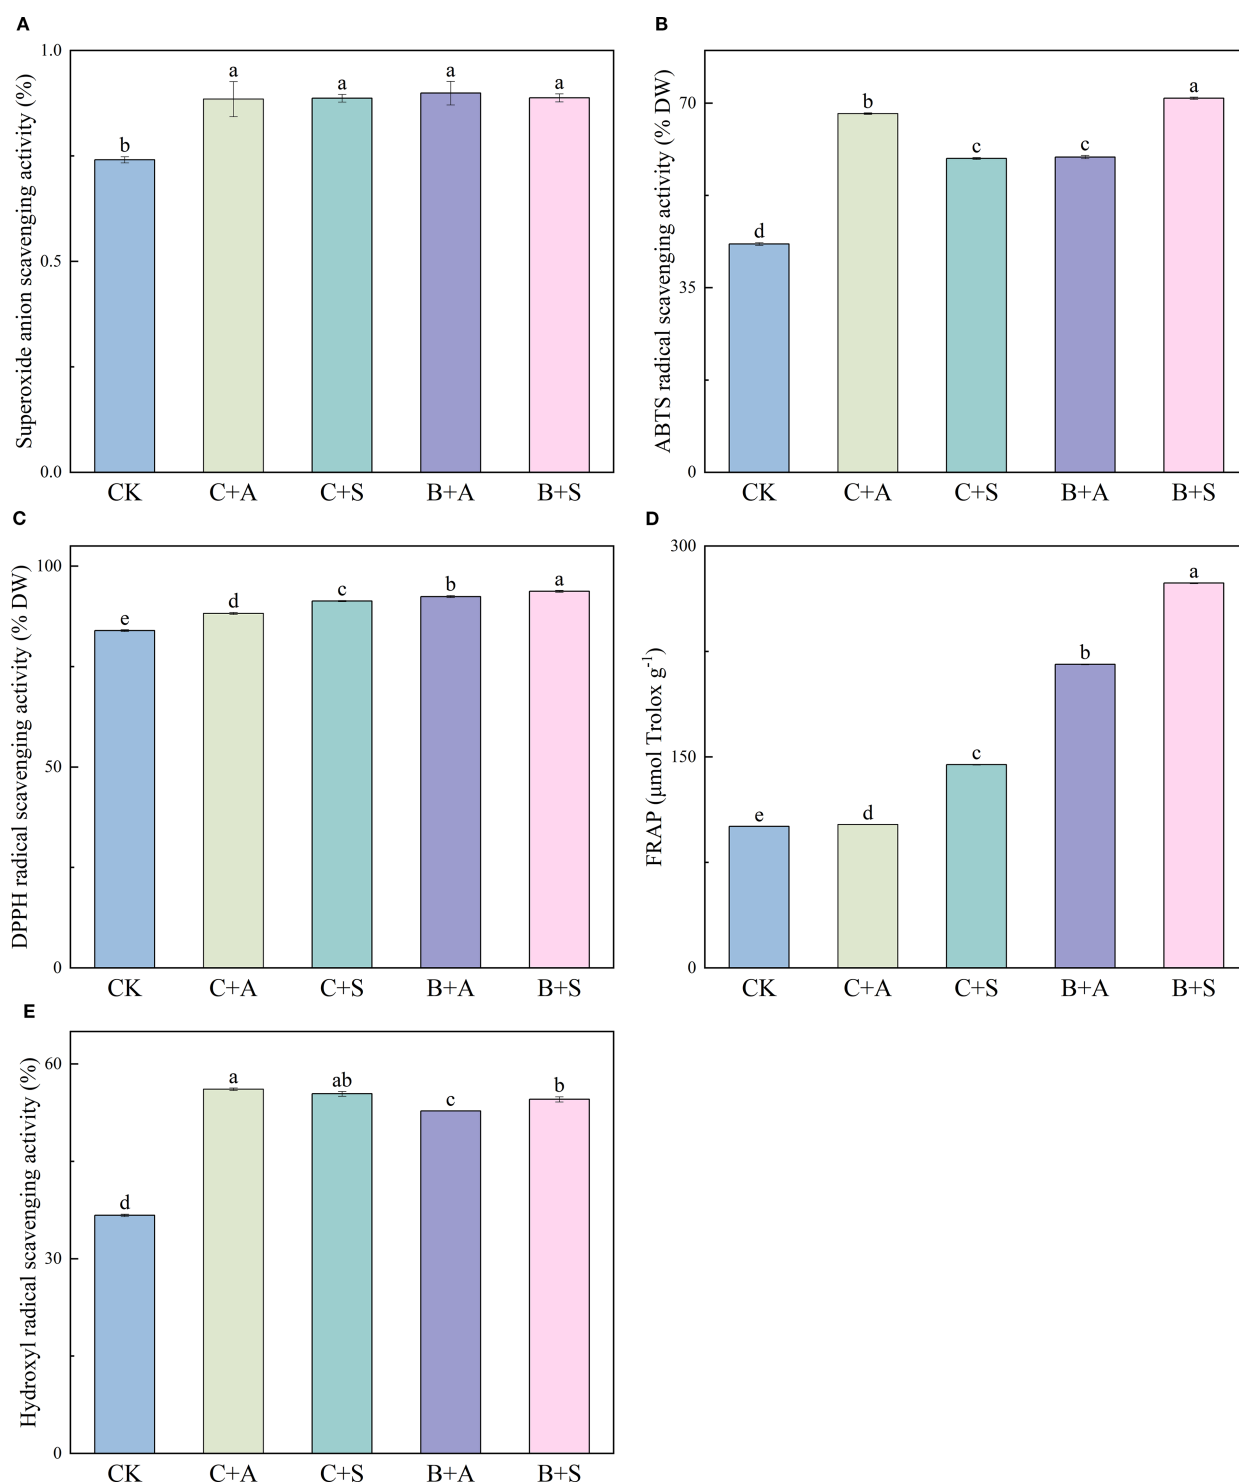 A
Superoxide anion scavenging activity (%)
1.0
0.5
0.0
b
a
a
a
a
CK C+A C+S B+A B+S
B
ABTS radical scavenging activity (% DW)
70
35
0
d
b
c
c
a
CK C+A C+S B+A B+S
C
DPPH radical scavenging activity (% DW)
100
50
0
e
d
c
b
a
CK C+A C+S B+A B+S
D
FRAP (μmol Trolox g⁻¹)
300
150
0
e
d
c
b
a
CK C+A C+S B+A B+S
E
Hydroxyl radical scavenging activity (%)
60
30
0
d
a
ab
c
b
CK C+A C+S B+A B+S